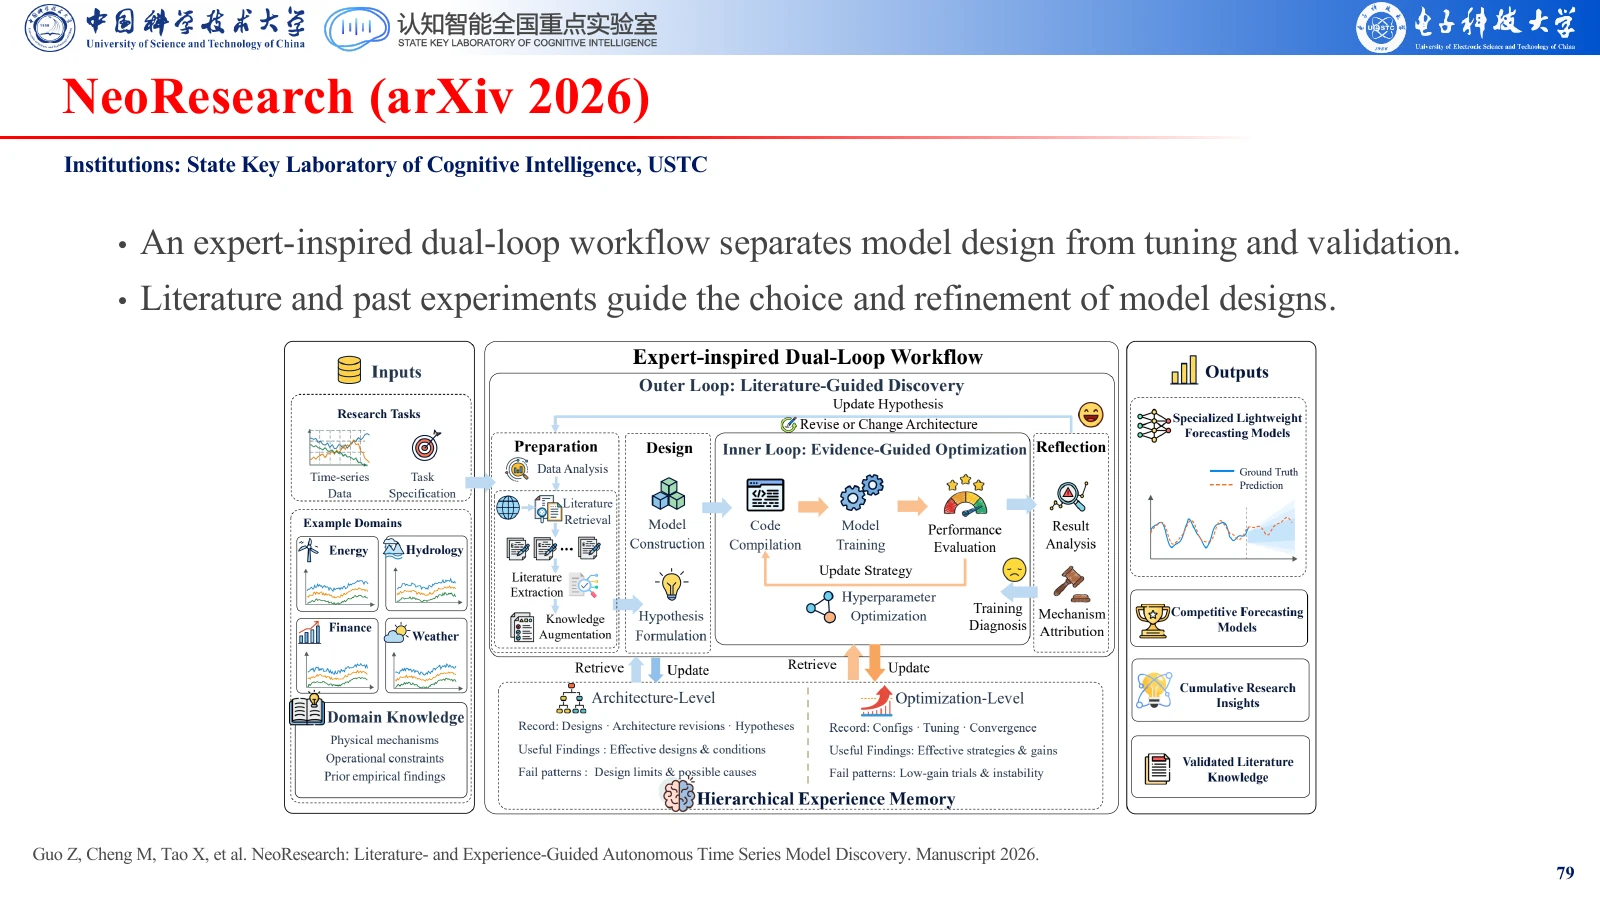 中国科学技术大学
University of Science and Technology of China
认知智能全国重点实验室
STATE KEY LABORATORY OF COGNITIVE INTELLIGENCE
电子科技大学
University of Electronic Science and Technology of China
NeoResearch (arXiv 2026)
Institutions: State Key Laboratory of Cognitive Intelligence, USTC
• An expert-inspired dual-loop workflow separates model design from tuning and validation.
• Literature and past experiments guide the choice and refinement of model designs.
Inputs
Research Tasks
Time-series
Data
Task
Specification
Example Domains
Energy
Hydrology
Finance
Weather
Domain Knowledge
Physical mechanisms
Operational constraints
Prior empirical findings
Expert-inspired Dual-Loop Workflow
Outer Loop: Literature-Guided Discovery
Update Hypothesis
Revise or Change Architecture
Preparation
Data Analysis
Literature
Retrieval
...
Literature
Extraction
Knowledge
Augmentation
Design
Model
Construction
Hypothesis
Formulation
Inner Loop: Evidence-Guided Optimization
Code
Compilation
Model
Training
Performance
Evaluation
Update Strategy
Hyperparameter
Optimization
Training
Diagnosis
Reflection
Result
Analysis
Mechanism
Attribution
Retrieve
Update
Retrieve
Update
Architecture-Level
Record: Designs · Architecture revisions · Hypotheses
Useful Findings : Effective designs & conditions
Fail patterns : Design limits & possible causes
Optimization-Level
Record: Configs · Tuning · Convergence
Useful Findings: Effective strategies & gains
Fail patterns: Low-gain trials & instability
Hierarchical Experience Memory
Outputs
Specialized Lightweight
Forecasting Models
Ground Truth
Prediction
Competitive Forecasting
Models
Cumulative Research
Insights
Validated Literature
Knowledge
Guo Z, Cheng M, Tao X, et al. NeoResearch: Literature- and Experience-Guided Autonomous Time Series Model Discovery. Manuscript 2026.
79